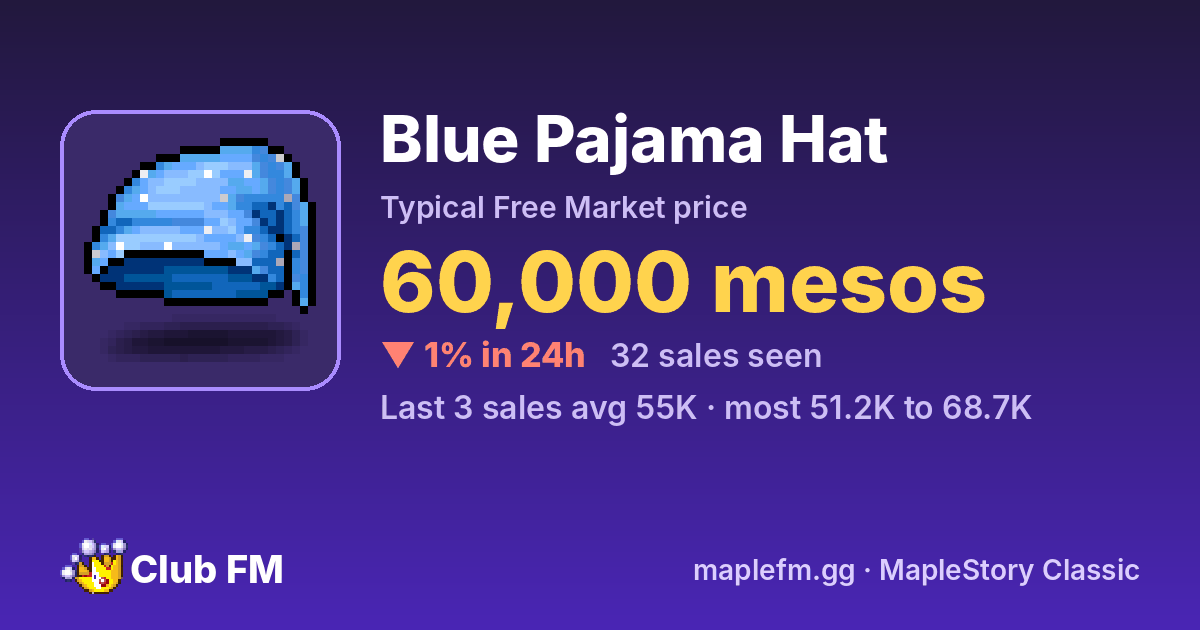 Blue Pajama Hat
Typical Free Market price
60,000 mesos
▼ 1% in 24h 32 sales seen
Last 3 sales avg 55K · most 51.2K to 68.7K
Club FM
maplefm.gg · MapleStory Classic